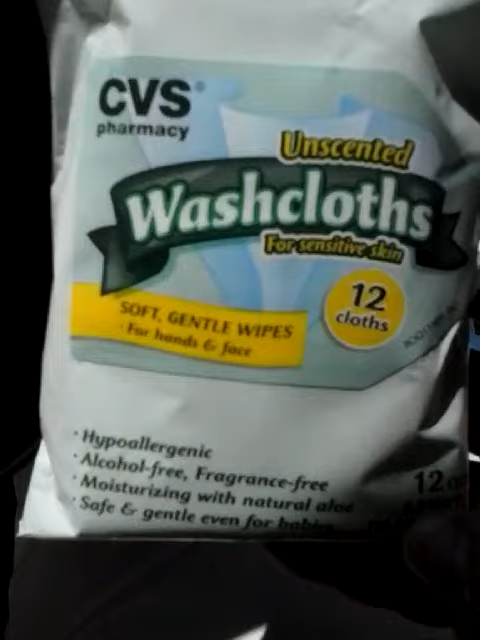 CVS®
pharmacy
Unscented
Washcloths
For sensitive skin
12
cloths
SOFT, GENTLE WIPES
· For hands & face
· Hypoallergenic
· Alcohol-free, Fragrance-free
· Moisturizing with natural aloe
· Safe & gentle even for babies
12